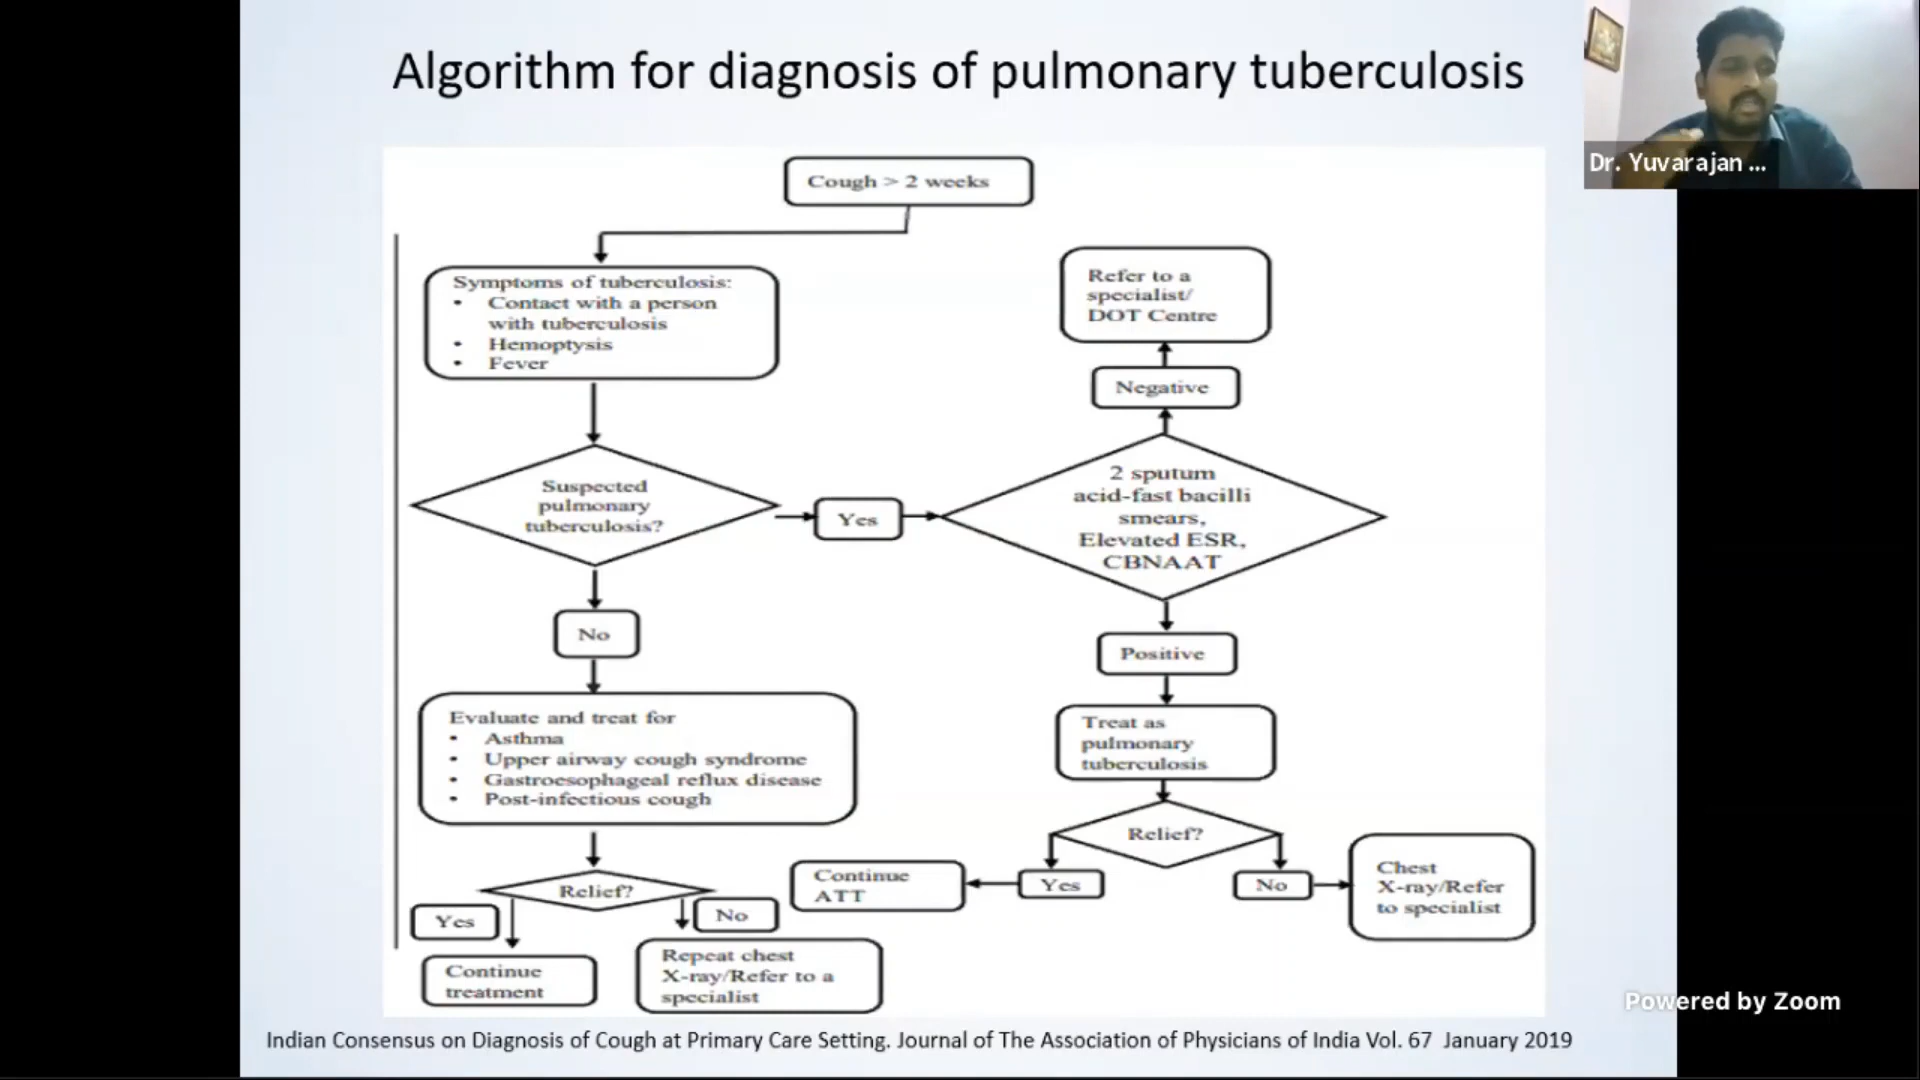 Algorithm for diagnosis of pulmonary tuberculosis
Dr. Yuvarajan ...
Cough > 2 weeks
Symptoms of tuberculosis:
• Contact with a person
with tuberculosis
• Hemoptysis
• Fever
Refer to a
specialist/
DOT Centre
Negative
Suspected
pulmonary
tuberculosis?
Yes
2 sputum
acid-fast bacilli
smears,
Elevated ESR,
CBNAAT
No
Positive
Evaluate and treat for
• Asthma
• Upper airway cough syndrome
• Gastroesophageal reflux disease
• Post-infectious cough
Treat as
pulmonary
tuberculosis
Relief?
Yes
No
Continue
ATT
Chest
X-ray/Refer
to specialist
Relief?
Yes
No
Continue
treatment
Repeat chest
X-ray/Refer to a
specialist
Powered by Zoom
Indian Consensus on Diagnosis of Cough at Primary Care Setting. Journal of The Association of Physicians of India Vol. 67 January 2019